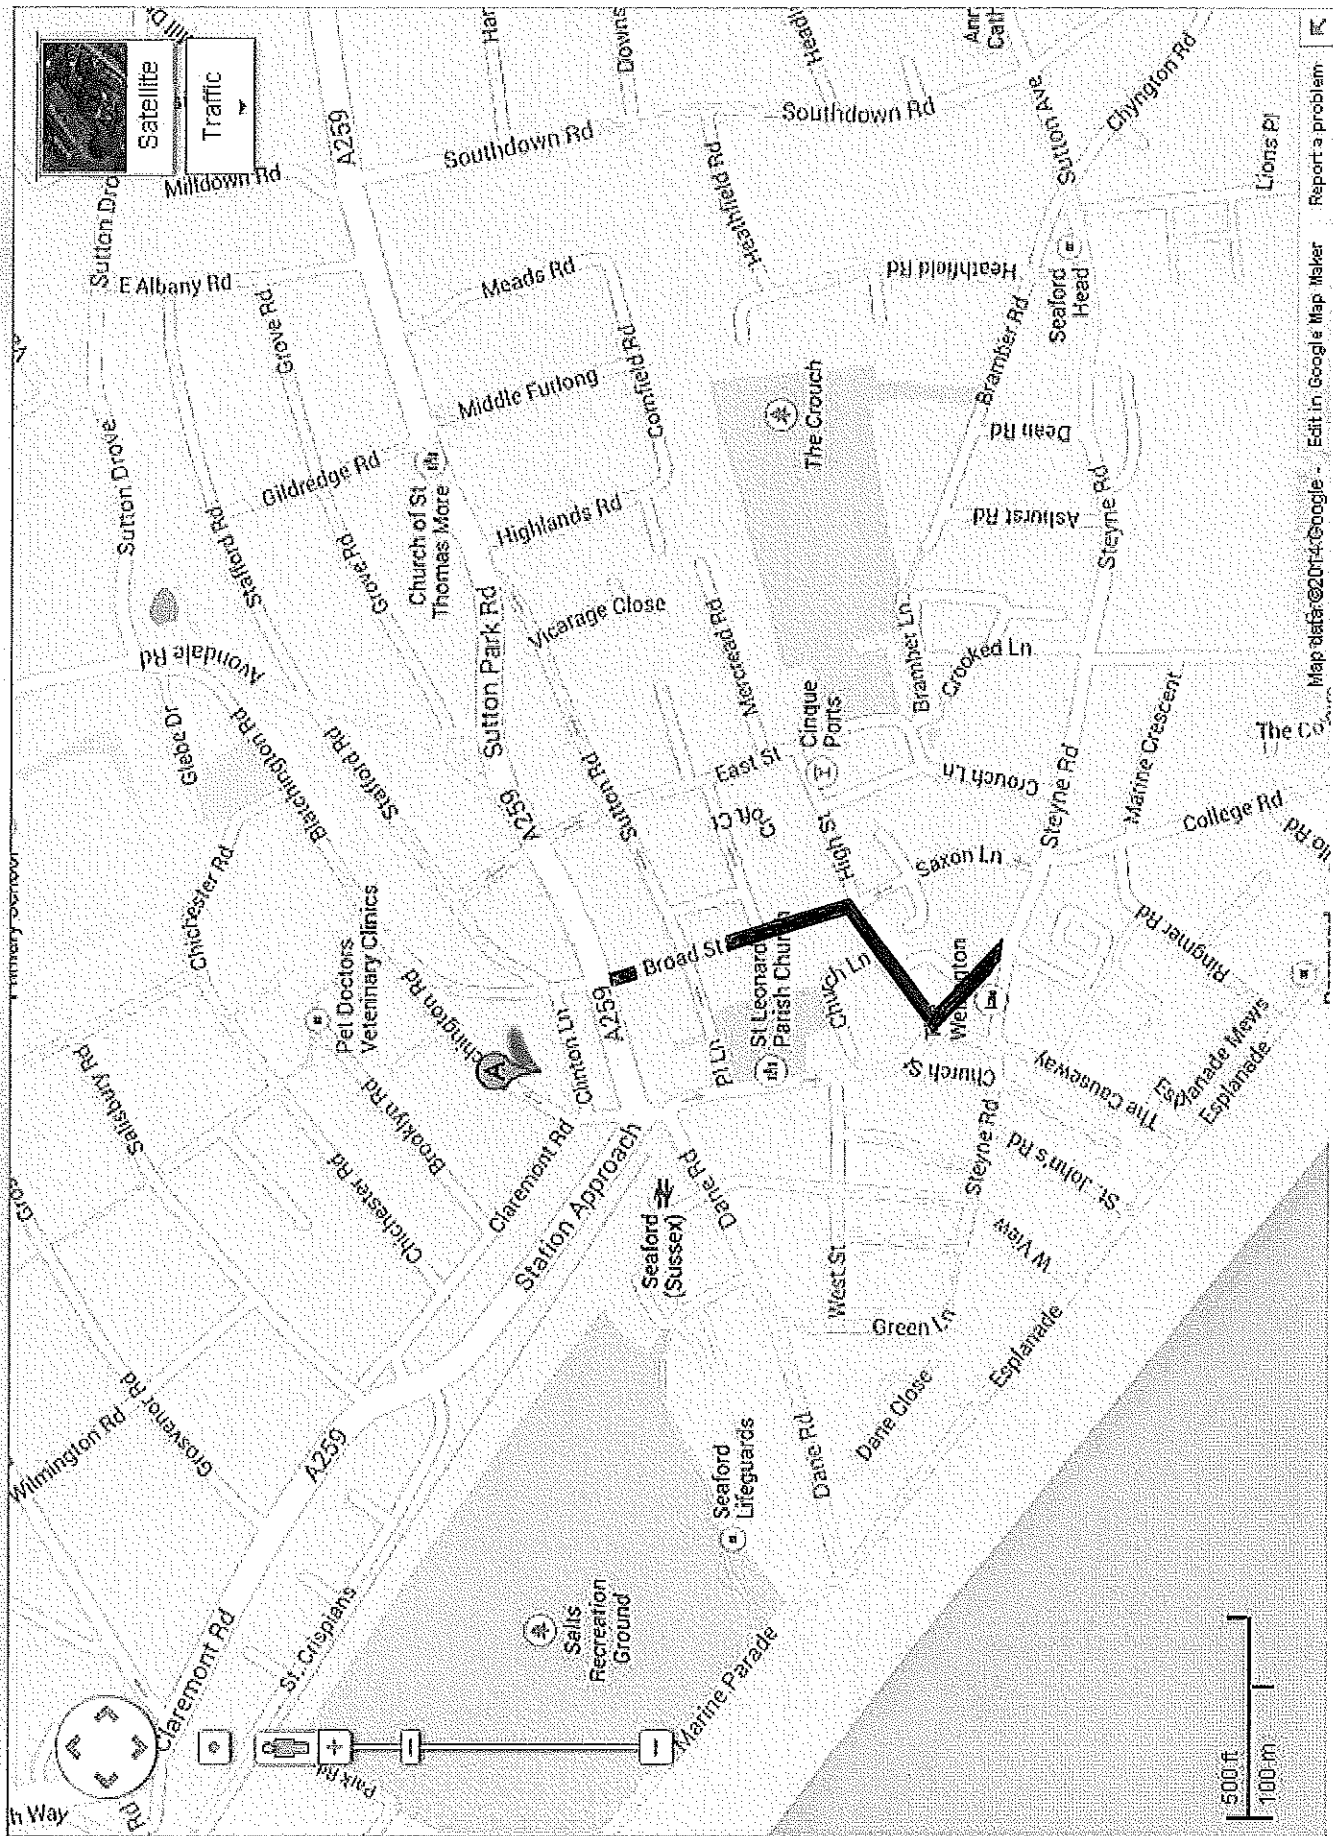 Satellite
Traffic
Sutton Drove
Milldown Rd
A259
Southdown Rd
Southdown Rd
Heathfield Rd
Heathfield Rd
Heathfield Rd
Sutton Ave
Chyngton Rd
Lions Pl
E Albany Rd
Grove Rd
Meads Rd
Seaford
Head
Bramber Rd
Middle Furlong
Cornfield Rd
The Crouch
Dean Rd
Sutton Drove
Gildredge Rd
Church of St
Thomas More
Highlands Rd
Ashurst Rd
Steyne Rd
Stafford Rd
Grove Rd
Avondale Rd
Sutton Park Rd
Vicarage Close
Mercread Rd
Bramber Ln
Crooked Ln
Glebe Dr
Blatchington Rd
Stafford Rd
A259
Sutton Rd
East St
Cinque
Ports
Croft Ct
High St
Crouch Ln
Steyne Rd
Marine Crescent
College Rd
Saxon Ln
Chichester Rd
Pet Doctors
Veterinary Clinics
Broad St
St Leonard
Parish Chur
Church Ln
Ringmer Rd
A
Clinton Ln
A259
Pl Ln
Church St
The Causeway
Esplanade Mews
Esplanade
Salisbury Rd
Brooklyn Rd
Chichester Rd
Claremont Rd
Station Approach
Dane Rd
Seaford
(Sussex)
Steyne Rd
St. John's Rd
W View
West St
Green Ln
Esplanade
Wilmington Rd
Grosvenor Rd
A259
Dane Close
Dane Rd
Seaford
Lifeguards
Salts
Recreation
Ground
Claremont Rd
St. Crispians
Marine Parade
Park Rd
h Way
Rd
500 ft
100 m
Map data ©2014 Google - Edit in Google Map Maker Report a problem